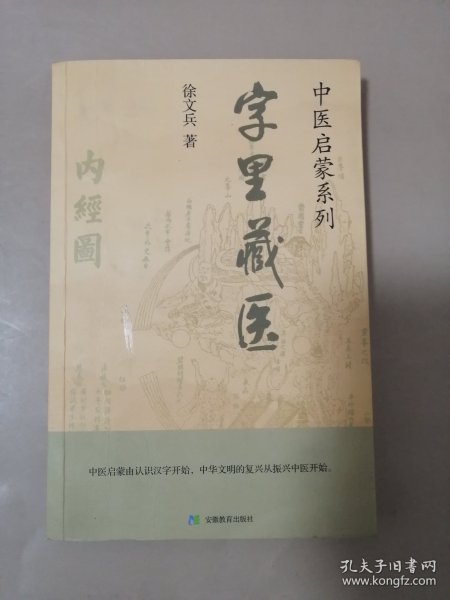 中医启蒙系列
字里藏医
徐文兵 著
内經圖
中医启蒙由认识汉字开始，中华文明的复兴从振兴中医开始。
安徽教育出版社
孔夫子旧书网
www.kongfz.com